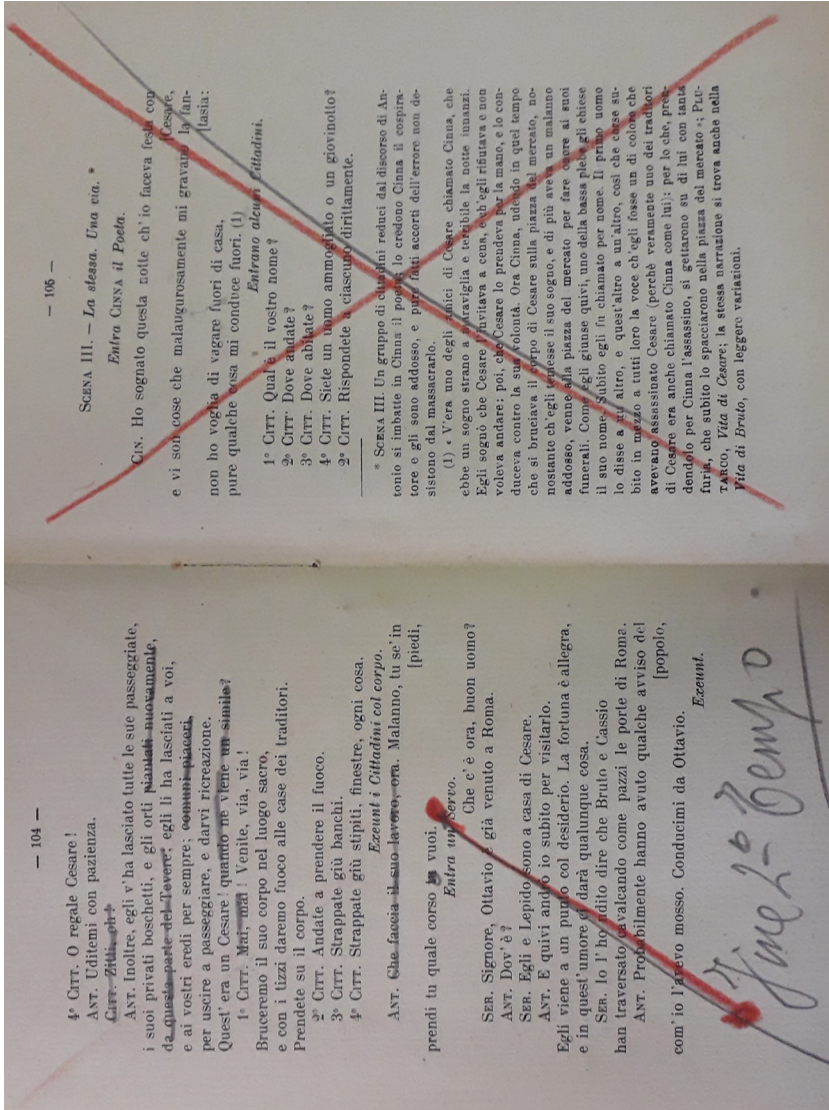 — 104 —
4º CITT. O regale Cesare!
ANT. Uditemi con pazienza.
CITT. Zitti, oh!
ANT. Inoltre, egli v'ha lasciato tutte le sue passeggiate,
i suoi privati boschetti, e gli orti piantati nuovamente,
da questa parte del Tevere; egli li ha lasciati a voi,
e ai vostri eredi per sempre; comuni piaceri,
per uscire a passeggiare, e darvi ricreazione.
Quest'era un Cesare! quando ne viene un simile?
1º CITT. Mai, mai! Venite, via, via!
Bruceremo il suo corpo nel luogo sacro,
e con i tizzi daremo fuoco alle case dei traditori.
Prendete su il corpo.
2º CITT. Andate a prendere il fuoco.
3º CITT. Strappate giù banchi.
4º CITT. Strappate giù stipiti, finestre, ogni cosa.
Exeunt i Cittadini col corpo.
ANT. Che faccia il suo lavoro, ora. Malanno, tu se' in
[piedi,
prendi tu quale corso vuoi.
Entra un Servo.
Che c'è ora, buon uomo?
SER. Signore, Ottavio è già venuto a Roma.
ANT. Dov'è?
SER. Egli e Lepido sono a casa di Cesare.
ANT. E quivi andrò io subito per visitarlo.
Egli viene a un punto col desiderio. La fortuna è allegra,
e in quest'umore ci darà qualunque cosa.
SER. Io l'ho udito dire che Bruto e Cassio
han traversato cavalcando come pazzi le porte di Roma.
ANT. Probabilmente hanno avuto qualche avviso del
[popolo,
com'io l'avevo mosso. Conducimi da Ottavio.
Exeunt.
Fine 2º Tempo
— 105 —
SCENA III. — La stessa. Una via. *
Entra CINNA il Poeta.
CIN. Ho sognato questa notte ch'io faceva festa con
[Cesare,
e vi son cose che malaugurosamente mi gravano la fan-
[tasia:
non ho voglia di vagare fuori di casa,
pure qualche cosa mi conduce fuori. (1)
Entrano alcuni Cittadini.
1º CITT. Qual è il vostro nome?
2º CITT. Dove andate?
3º CITT. Dove abitate?
4º CITT. Siete un uomo ammogliato o un giovinotto?
2º CITT. Rispondete a ciascuno dirittamente.
* SCENA III. Un gruppo di cittadini reduci dal discorso di An-
tonio si imbatte in Cinna il poeta; lo credono Cinna il cospira-
tore e gli sono addosso, e pure fatti accorti dell'errore non de-
sistono dal massacrarlo.
(1) « V'era uno degli amici di Cesare chiamato Cinna, che
ebbe un sogno strano a meraviglia e terribile la notte innanzi.
Egli sognò che Cesare l'invitava a cena, e ch'egli rifiutava e non
voleva andare; poi, che Cesare lo prendeva per la mano, e lo con-
duceva contro la sua volontà. Ora Cinna, udendo in quel tempo
che si bruciava il corpo di Cesare sulla piazza del mercato, no-
nostante ch'egli temesse il suo sogno, e di più aveva un malanno
addosso, venne alla piazza del mercato per fare onore ai suoi
funerali. Come egli giunse quivi, uno della bassa plebe gli chiese
il suo nome. Subito egli fu chiamato per nome. Il primo uomo
lo disse a un altro, e quest'altro a un'altro, così che corse su-
bito in mezzo a tutti loro la voce ch'egli fosse un di coloro che
avevano assassinato Cesare (perchè veramente uno dei traditori
di Cesare era anche chiamato Cinna come lui): per lo che, pren-
dendolo per Cinna l'assassino, si gettarono su di lui con tanta
furia, che subito lo spacciarono nella piazza del mercato »; PLU-
TARCO, Vita di Cesare; la stessa narrazione si trova anche nella
Vita di Bruto, con leggere variazioni.